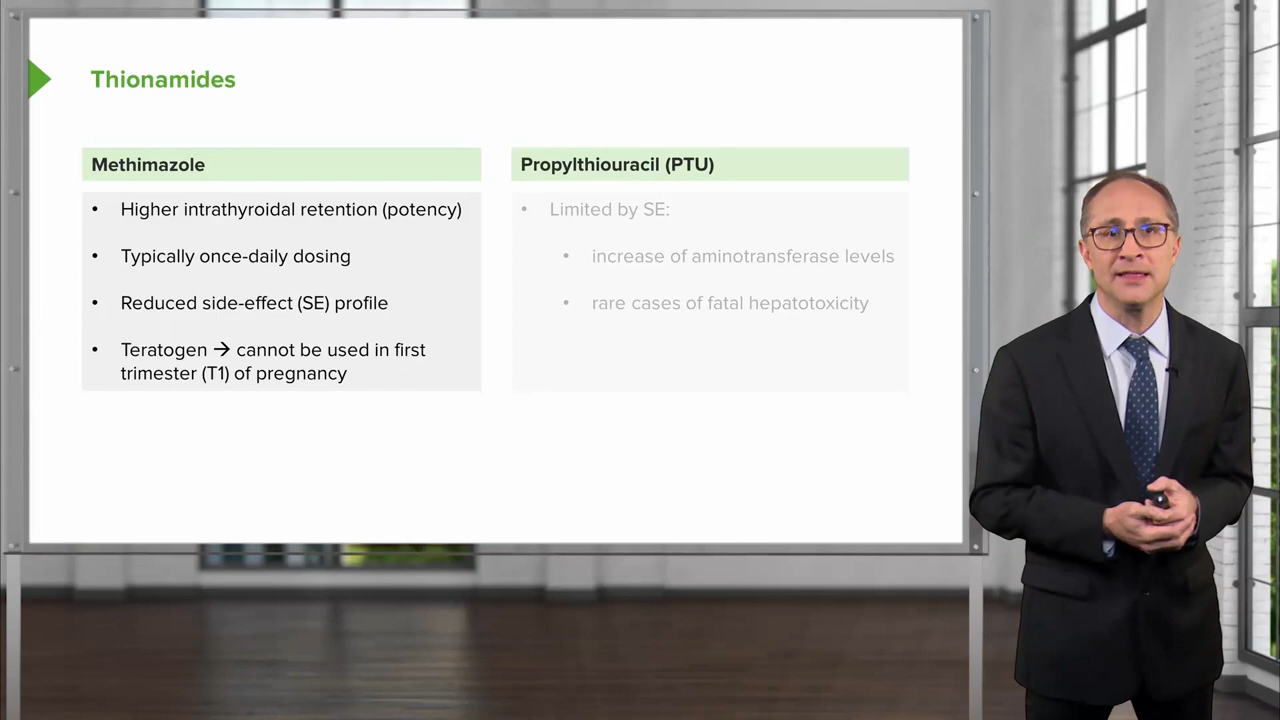 Thionamides
Methimazole
• Higher intrathyroidal retention (potency)
• Typically once-daily dosing
• Reduced side-effect (SE) profile
• Teratogen → cannot be used in first
trimester (T1) of pregnancy
Propylthiouracil (PTU)
• Limited by SE:
• increase of aminotransferase levels
• rare cases of fatal hepatotoxicity